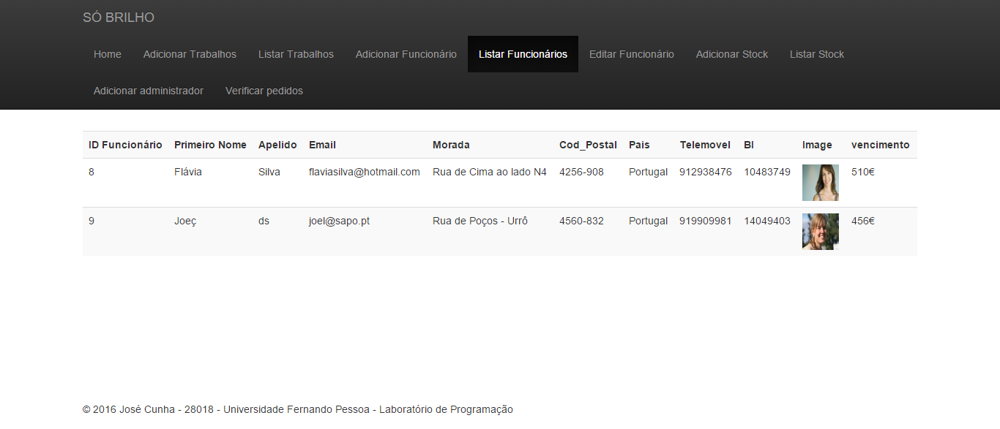 SÓ BRILHO
Home Adicionar Trabalhos Listar Trabalhos Adicionar Funcionário Listar Funcionários Editar Funcionário Adicionar Stock Listar Stock
Adicionar administrador Verificar pedidos
ID Funcionário Primeiro Nome Apelido Email Morada Cod_Postal Pais Telemovel BI Image vencimento
8 Flávia Silva flaviasilva@hotmail.com Rua de Cima ao lado N4 4256-908 Portugal 912938476 10483749 510€
9 Joeç ds joel@sapo.pt Rua de Poços - Urrô 4560-832 Portugal 919909981 14049403 456€
© 2016 José Cunha - 28018 - Universidade Fernando Pessoa - Laboratório de Programação